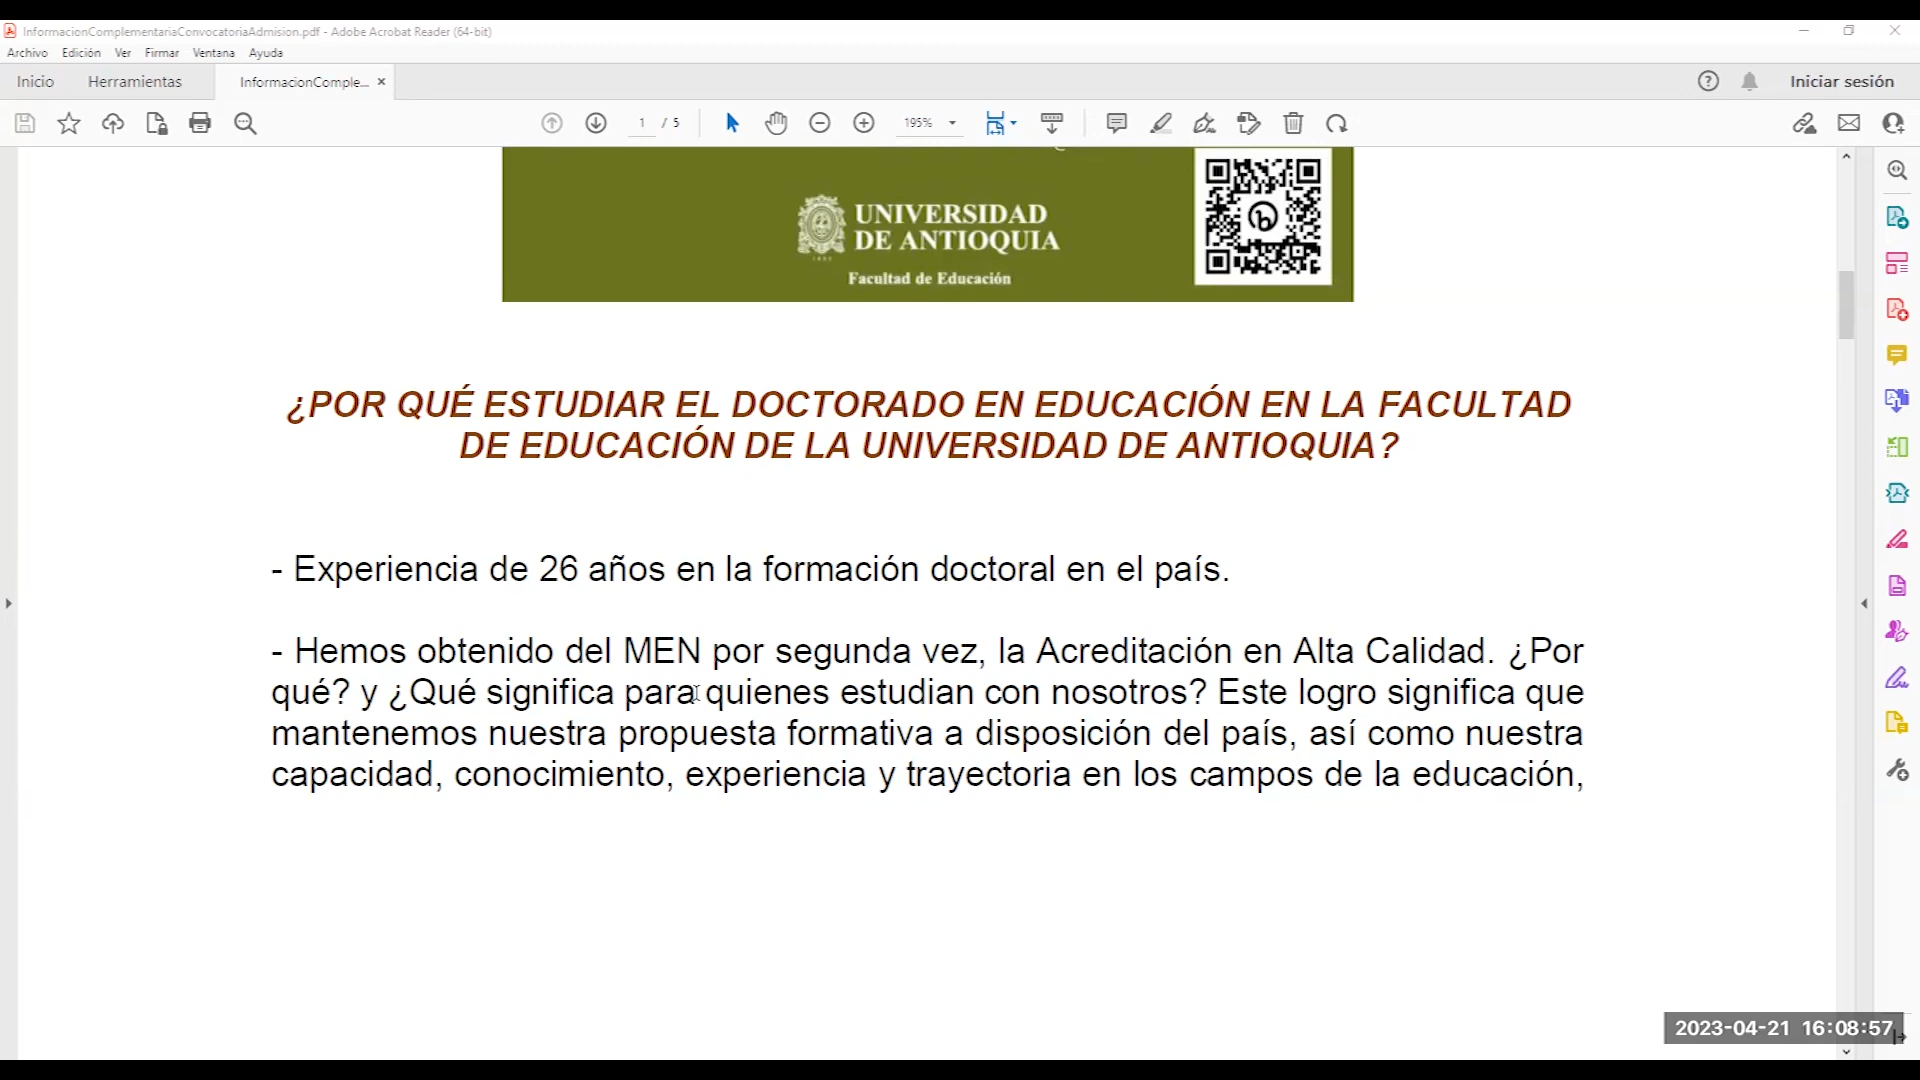 InformacionComplementariaConvocatoriaAdmision.pdf - Adobe Acrobat Reader (64-bit)
Archivo Edición Ver Firmar Ventana Ayuda
Inicio Herramientas InformacionComple... × Iniciar sesión
1 / 5 195%
UNIVERSIDAD
DE ANTIOQUIA
1803
Facultad de Educación
¿POR QUÉ ESTUDIAR EL DOCTORADO EN EDUCACIÓN EN LA FACULTAD
DE EDUCACIÓN DE LA UNIVERSIDAD DE ANTIOQUIA?
- Experiencia de 26 años en la formación doctoral en el país.
- Hemos obtenido del MEN por segunda vez, la Acreditación en Alta Calidad. ¿Por
qué? y ¿Qué significa para quienes estudian con nosotros? Este logro significa que
mantenemos nuestra propuesta formativa a disposición del país, así como nuestra
capacidad, conocimiento, experiencia y trayectoria en los campos de la educación,
2023-04-21 16:08:57